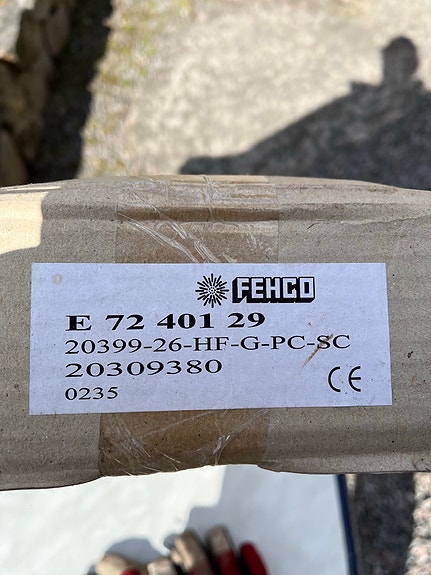 FEHCO
E 72 401 29
20399-26-HF-G-PC-SC
20309380
0235
CE